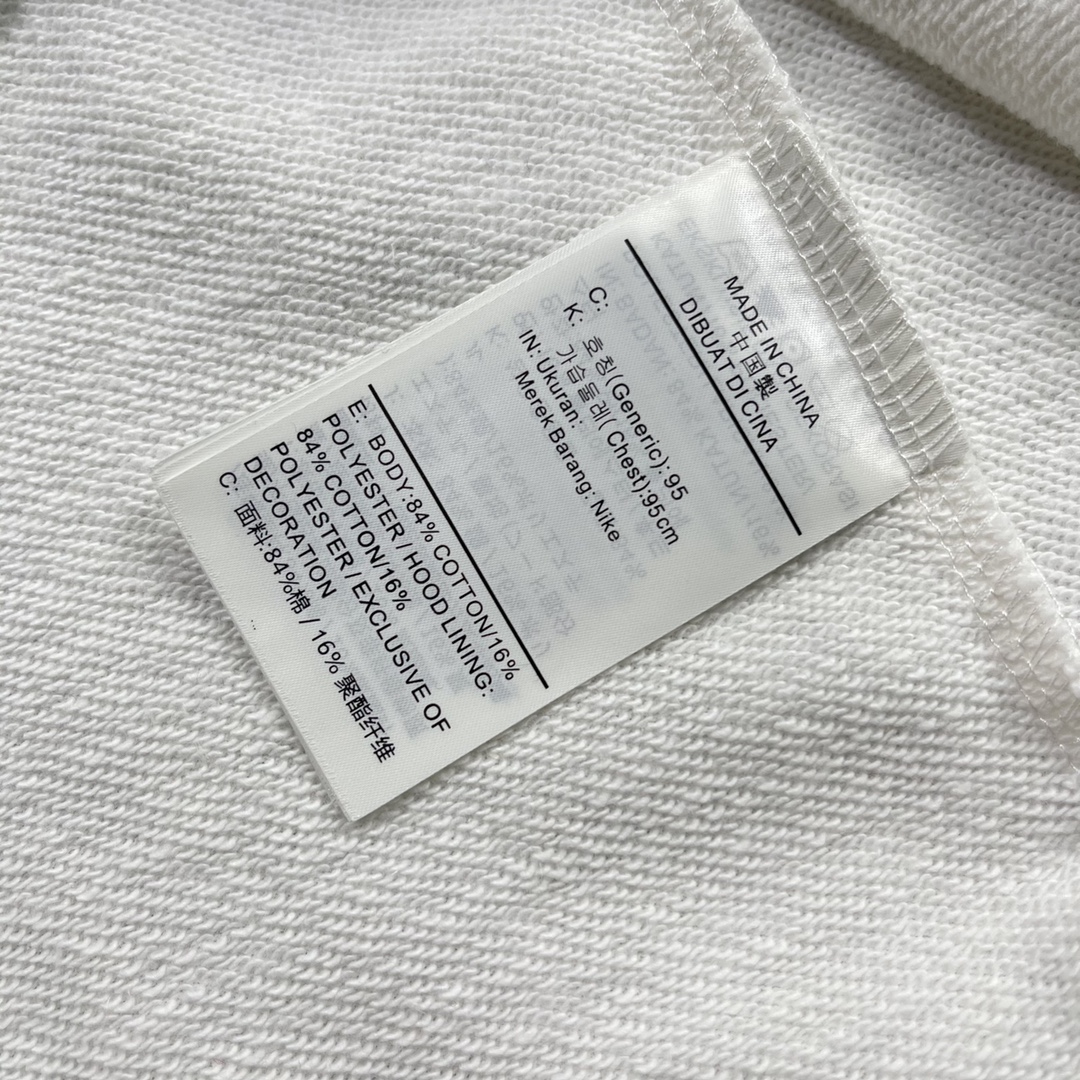 MADE IN CHINA
中国製
DIBUAT DI CINA
C:
K: 호칭(Generic):95
가슴둘레( Chest):95cm
IN: Ukuran:
Merek Barang: Nike
E: BODY:84% COTTON/16%
POLYESTER / HOOD LINING:
84% COTTON/16%
POLYESTER / EXCLUSIVE OF
DECORATION
C: 面料:84%棉 / 16% 聚酯纤维